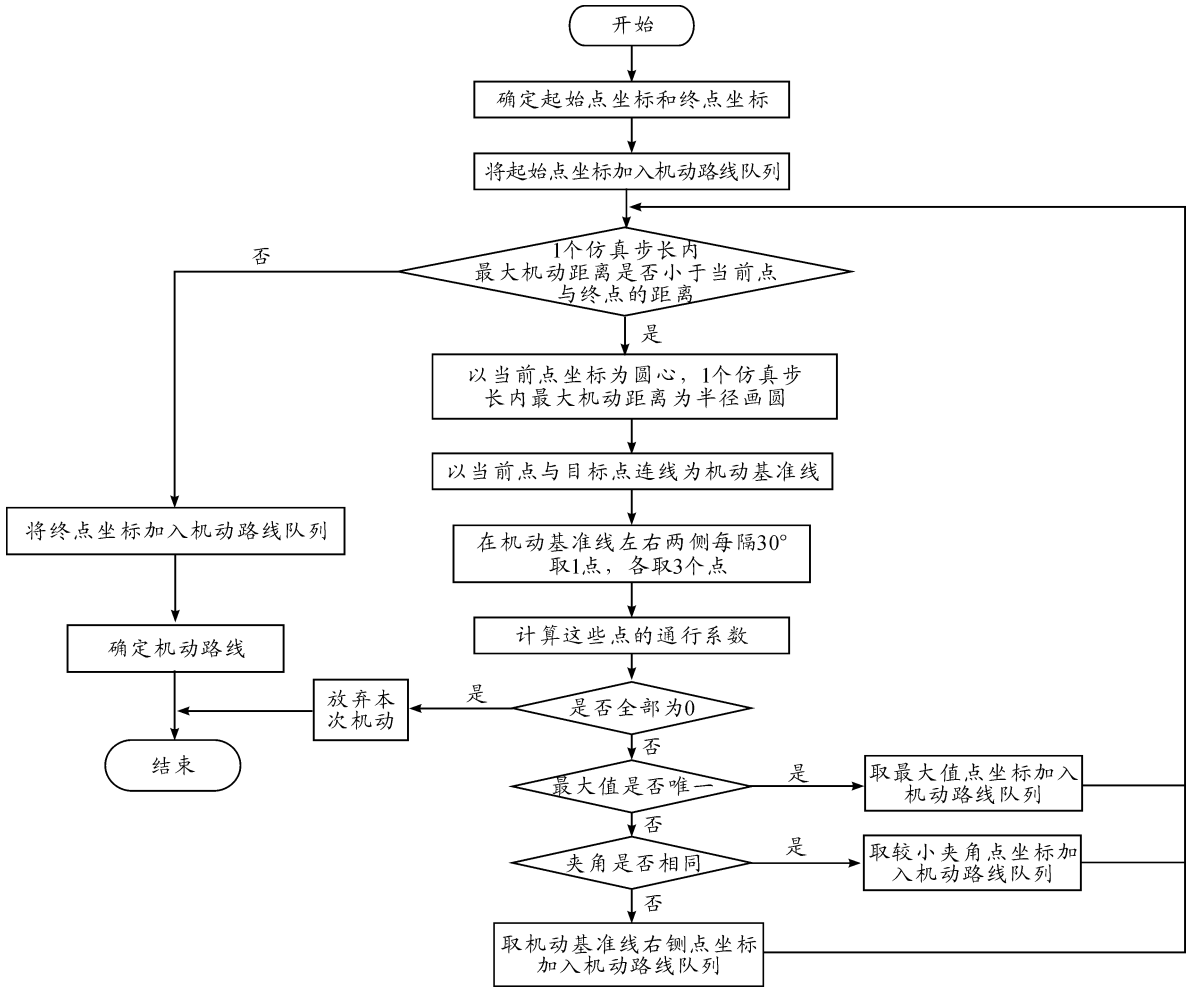 开始
确定起始点坐标和终点坐标
将起始点坐标加入机动路线队列
1个仿真步长内
最大机动距离是否小于当前点
与终点的距离
否
是
以当前点坐标为圆心，1个仿真步
长内最大机动距离为半径画圆
以当前点与目标点连线为机动基准线
将终点坐标加入机动路线队列
在机动基准线左右两侧每隔30°
取1点，各取3个点
计算这些点的通行系数
确定机动路线
放弃本
次机动
是
是否全部为0
否
结束
最大值是否唯一
是
取最大值点坐标加入
机动路线队列
否
夹角是否相同
是
取较小夹角点坐标加
入机动路线队列
否
取机动基准线右铡点坐标
加入机动路线队列